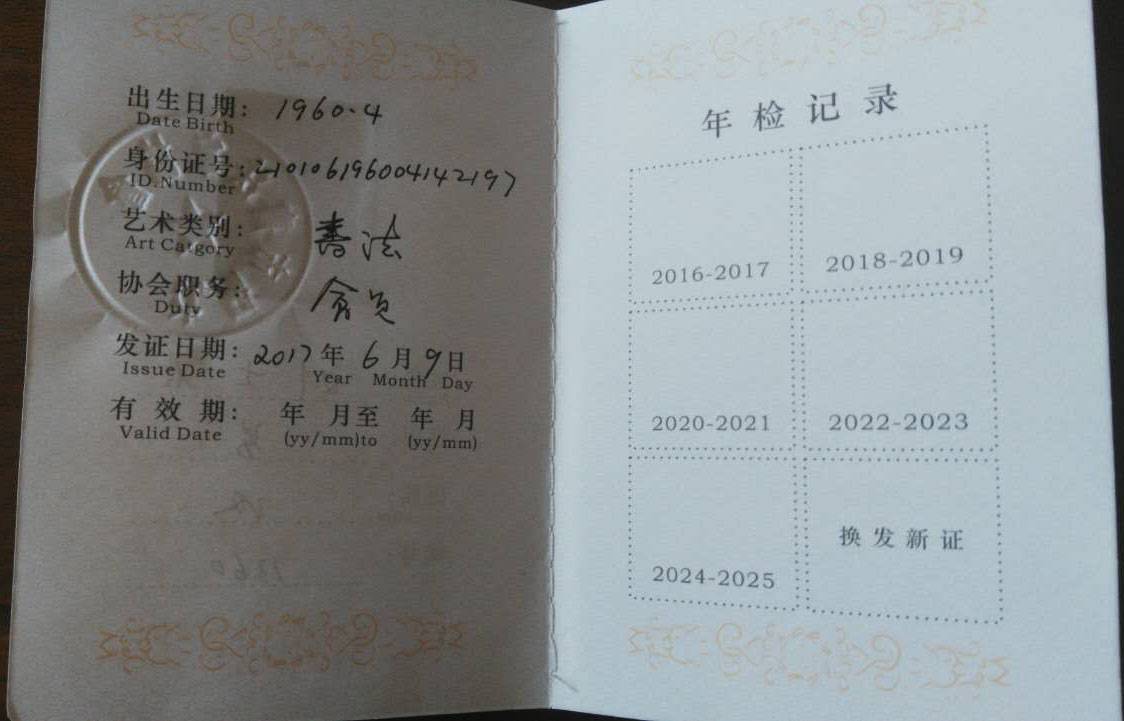 出生日期: 1960.4
Date Birth
身份证号: 210106196004142197
ID.Number
艺术类别: 書法
Art Catgory
协会职务: 会员
Duty
发证日期: 2017年 6月 9日
Issue Date Year Month Day
有效期: 年 月至 年 月
Valid Date (yy/mm)to (yy/mm)
年检记录
2016-2017 2018-2019
2020-2021 2022-2023
换发新证
2024-2025